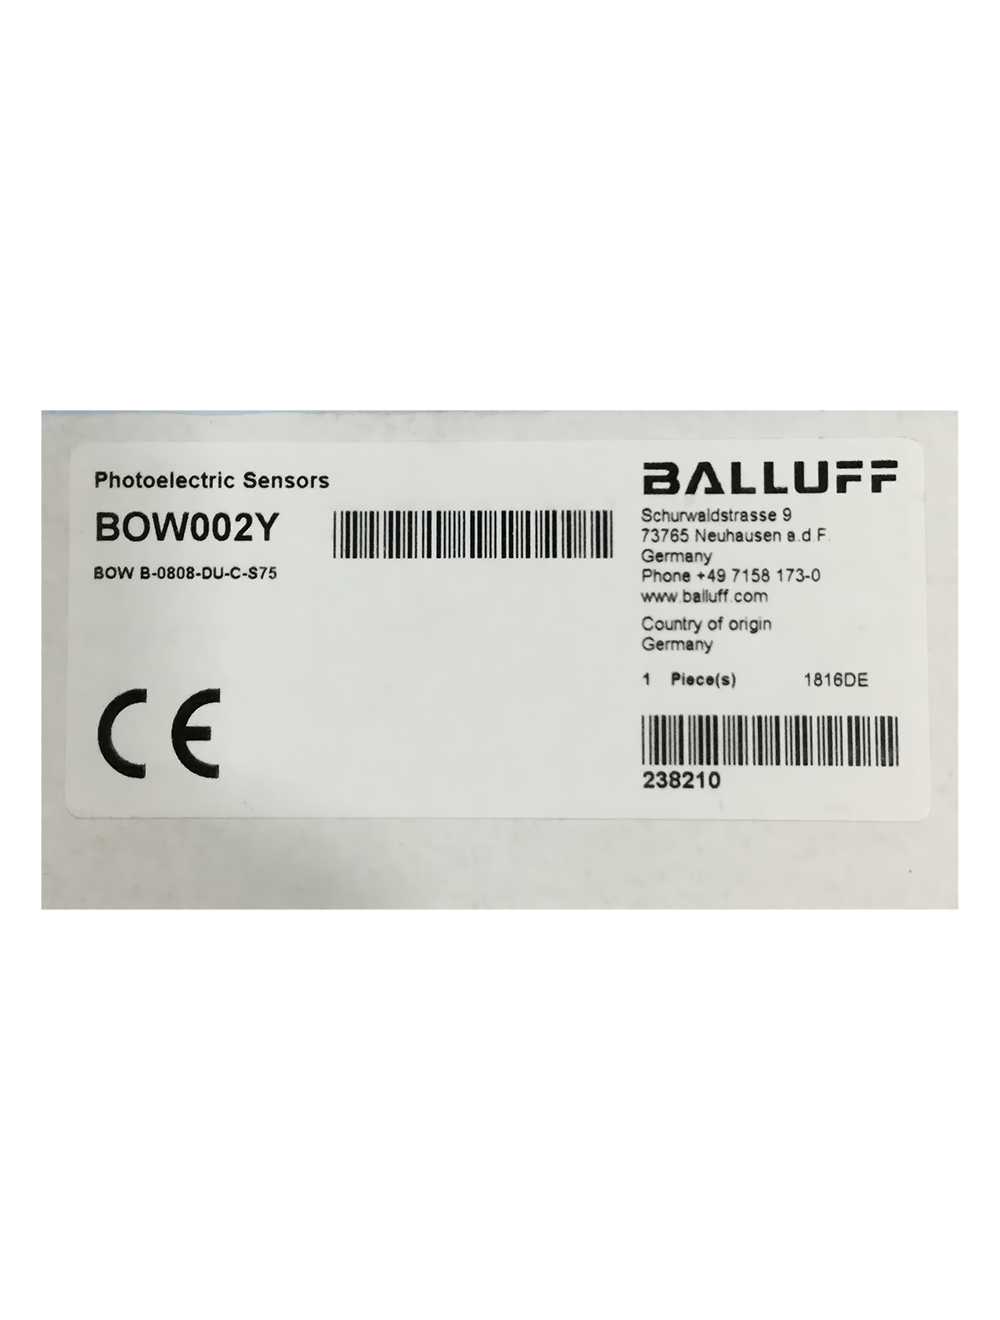 Photoelectric Sensors
BOW002Y
BOW B-0808-DU-C-S75
CE
BALLUFF
Schurwaldstrasse 9
73765 Neuhausen a.d.F.
Germany
Phone +49 7158 173-0
www.balluff.com
Country of origin
Germany
1 Piece(s) 1816DE
238210